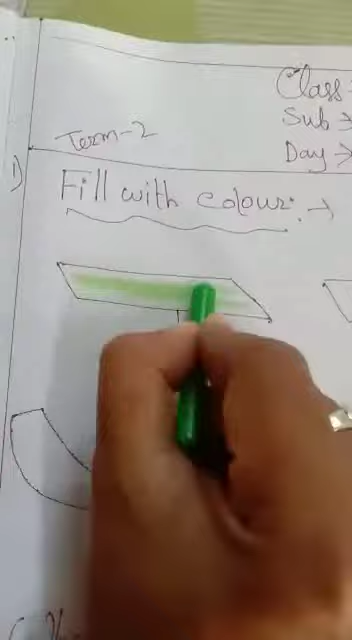 Class
Sub →
Day →
Term-2
1) Fill with colour. →